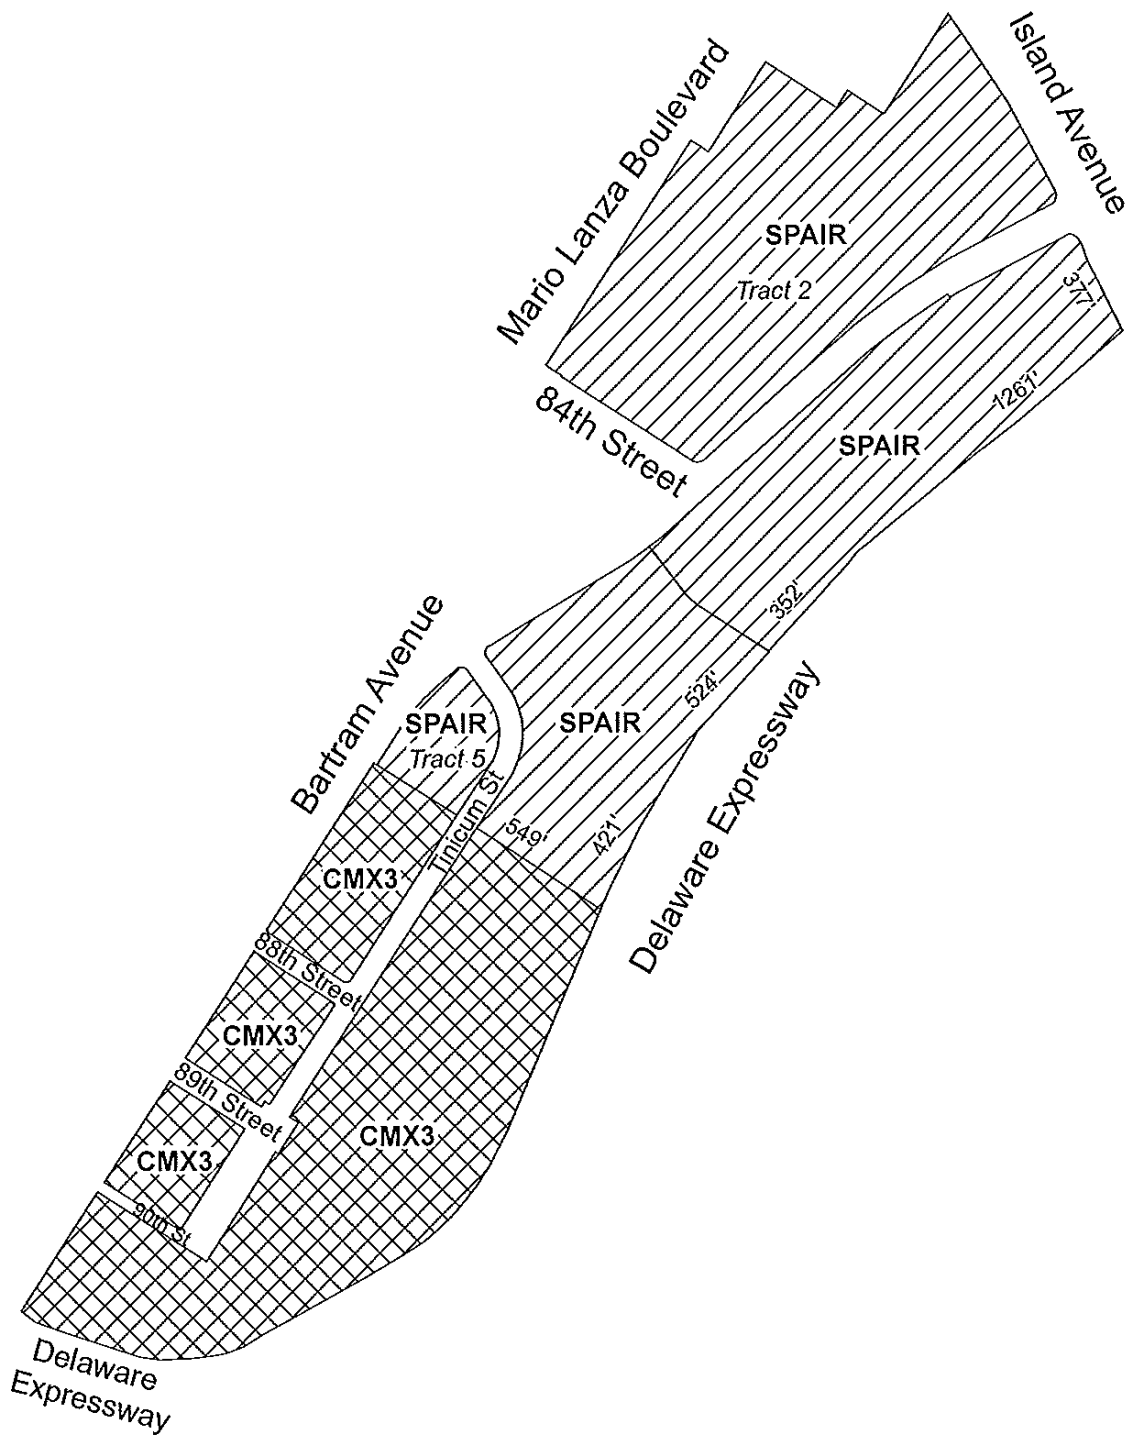 Island Avenue
Mario Lanza Boulevard
SPAIR
Tract 2
377'
1261'
84th Street
SPAIR
352'
Bartram Avenue
524'
SPAIR
Tract 5
SPAIR
Tinicum St
549'
421'
Delaware Expressway
CMX3
88th Street
CMX3
89th Street
CMX3
CMX3
90th St
Delaware
Expressway